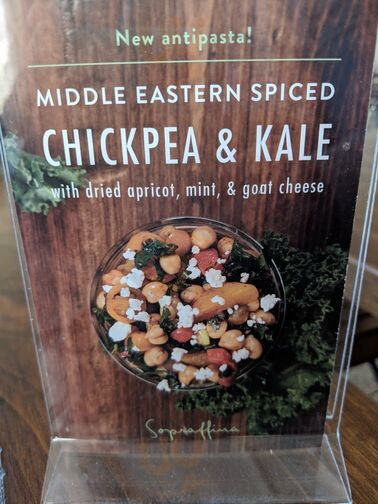 New antipasta!
MIDDLE EASTERN SPICED
CHICKPEA & KALE
with dried apricot, mint, & goat cheese
Sopraffina